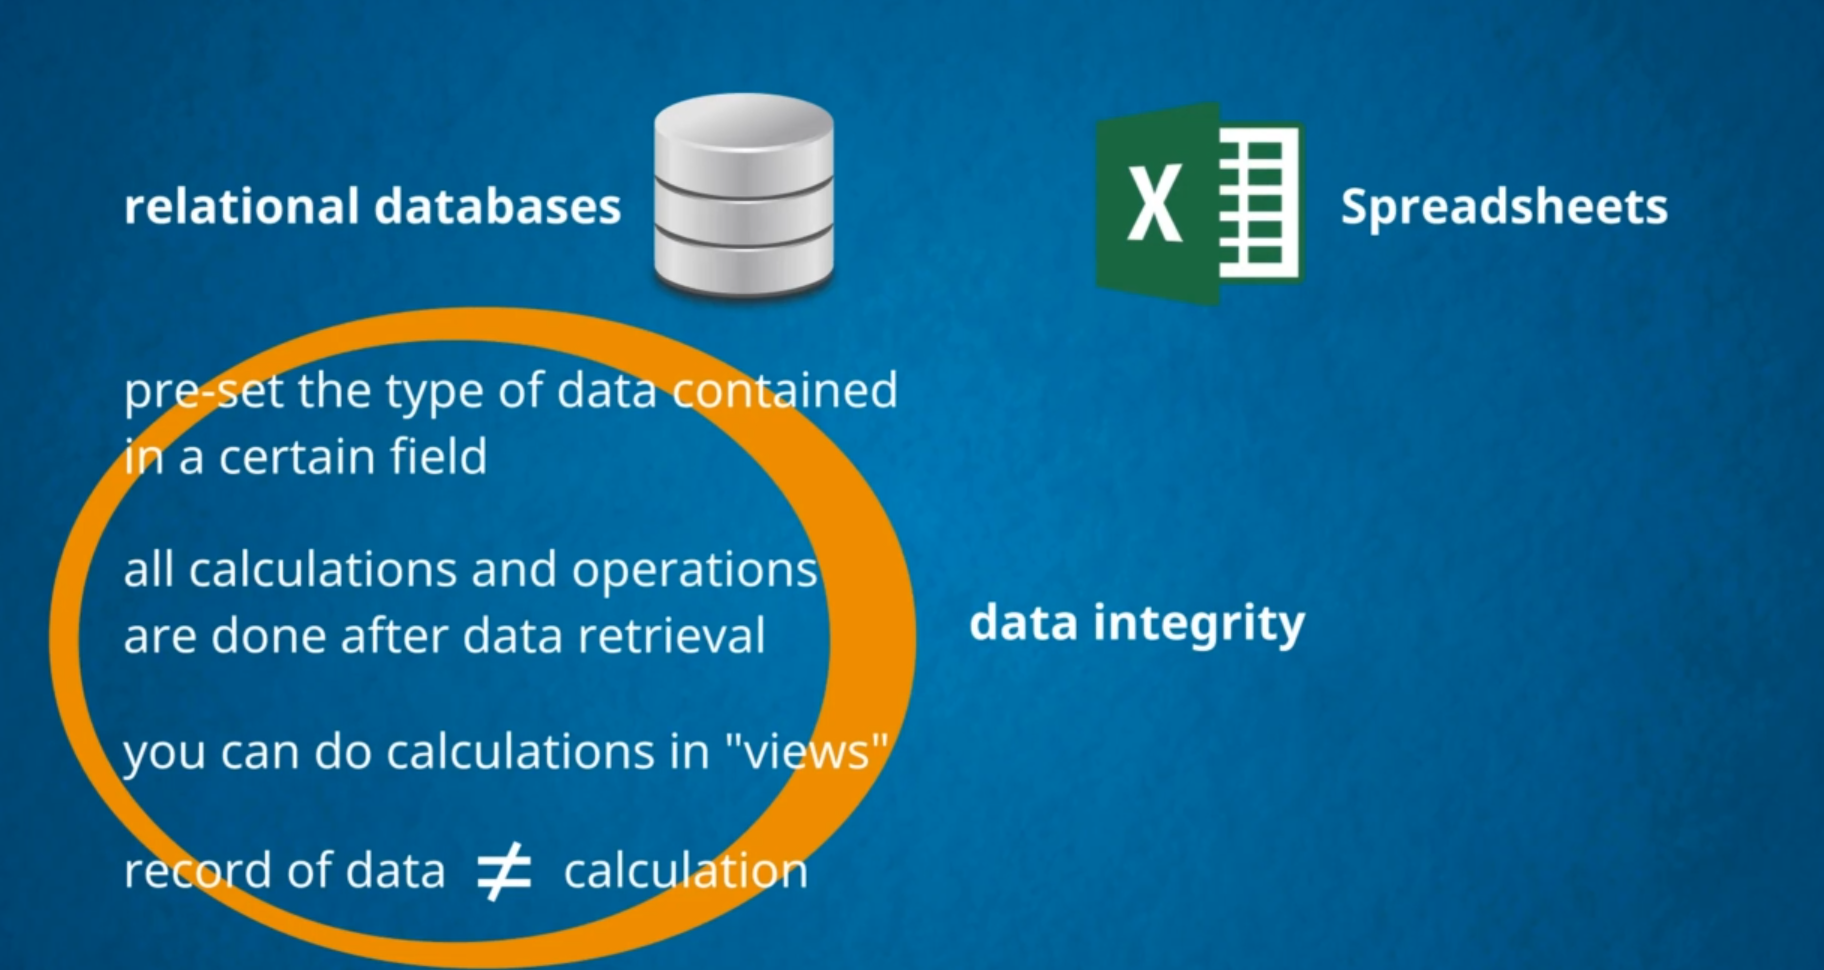 relational databases
X
Spreadsheets
pre-set the type of data contained
in a certain field
all calculations and operations
are done after data retrieval
data integrity
you can do calculations in "views"
record of data ≠ calculation